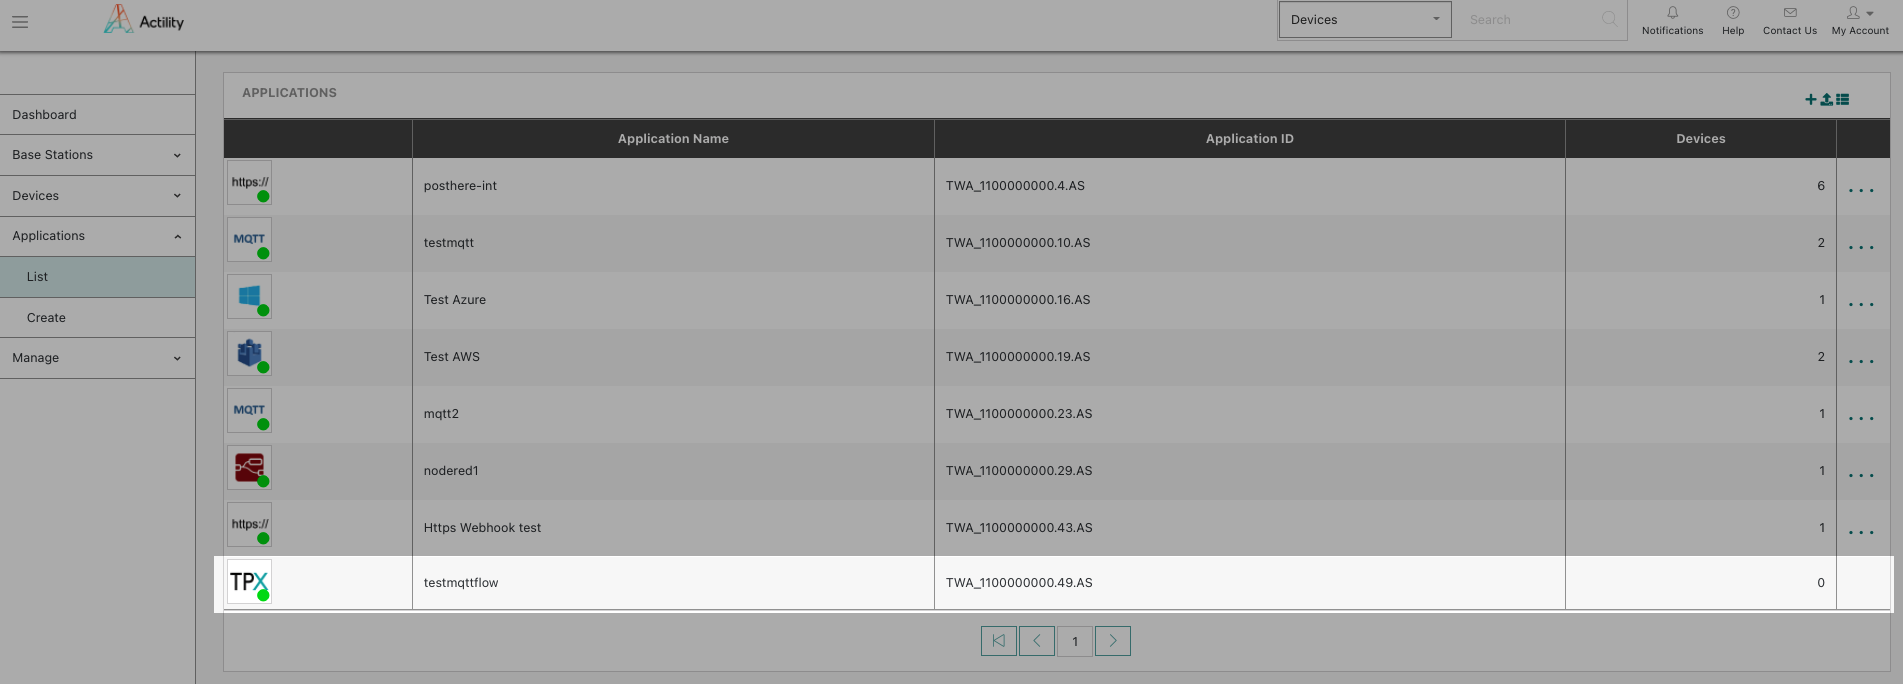 Actility
Devices
Search
Notifications
Help
Contact Us
My Account
Dashboard
Base Stations
Devices
Applications
List
Create
Manage
APPLICATIONS
Application Name Application ID Devices
https:// posthere-int TWA_1100000000.4.AS 6 ...
MQTT testmqtt TWA_1100000000.10.AS 2 ...
Test Azure TWA_1100000000.16.AS 1 ...
Test AWS TWA_1100000000.19.AS 2 ...
MQTT mqtt2 TWA_1100000000.23.AS 1 ...
nodered1 TWA_1100000000.29.AS 1 ...
https:// Https Webhook test TWA_1100000000.43.AS 1 ...
TPX testmqttflow TWA_1100000000.49.AS 0
1